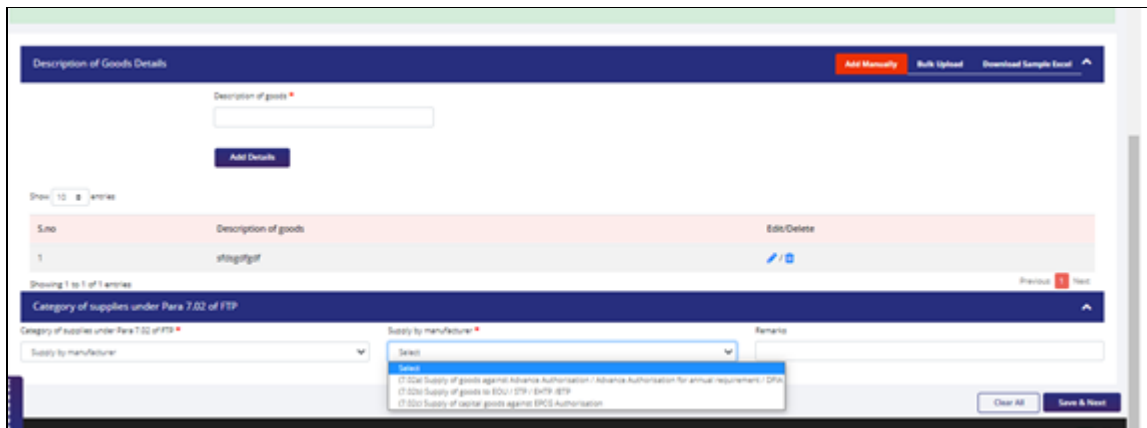 Description of Goods Details
Add Manually Bulk Upload Download Sample Excel
Description of goods *
Add Details
Show 10 entries
S.no Description of goods Edit/Delete
1 /
Showing 1 to 1 of 1 entries
Previous 1 Next
Category of supplies under Para 7.02 of FTP
Category of supplies under Para 7.02 of FTP * Supply by manufacturer * Remarks
Supply by manufacturer Select
Select
(7.02a) Supply of goods against Advance Authorisation / Advance Authorisation for annual requirement / DFIA
(7.02b) Supply of goods to EOU / STP / EHTP /BTP
(7.02c) Supply of capital goods against EPCG Authorisation
Clear All Save & Next